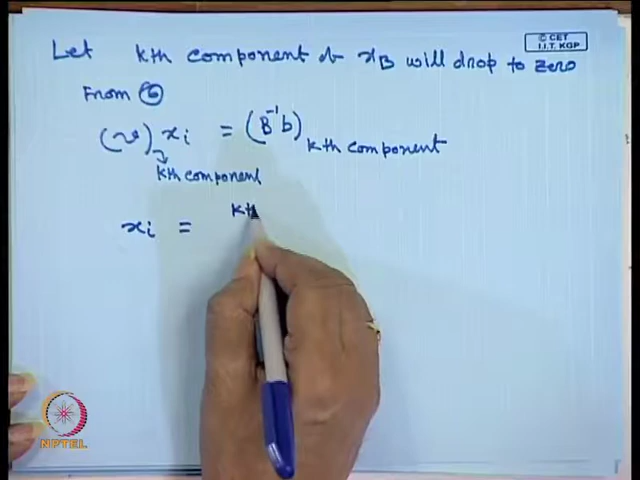 © CET
I.I.T. KGP
Let kth component of xB will drop to zero
From ⑥
(v) xi = (B⁻¹b) kth component
kth component
xi = kth
NPTEL